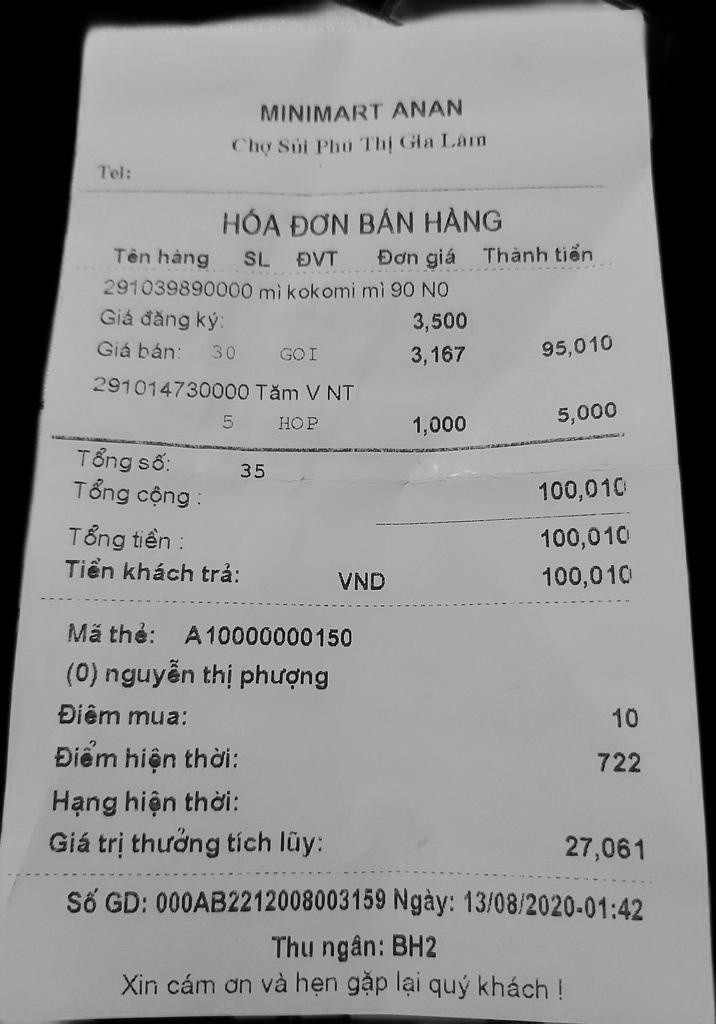 MINIMART ANAN
Chợ Sủi Phú Thị Gia Lâm
Tel:
HÓA ĐƠN BÁN HÀNG
Tên hàng SL ĐVT Đơn giá Thành tiền
291039890000 mì kokomi mì 90 N0
Giá đăng ký: 3,500
Giá bán: 30 GOI 3,167 95,010
291014730000 Tăm V NT
5 HOP 1,000 5,000
Tổng số: 35
Tổng cộng : 100,010
Tổng tiền : 100,010
Tiền khách trả: VND 100,010
Mã thẻ: A10000000150
(0) nguyễn thị phượng
Điêm mua: 10
Điểm hiện thời: 722
Hạng hiện thời:
Giá trị thưởng tích lũy: 27,061
Số GD: 000AB2212008003159 Ngày: 13/08/2020-01:42
Thu ngân: BH2
Xin cám ơn và hẹn gặp lại quý khách !